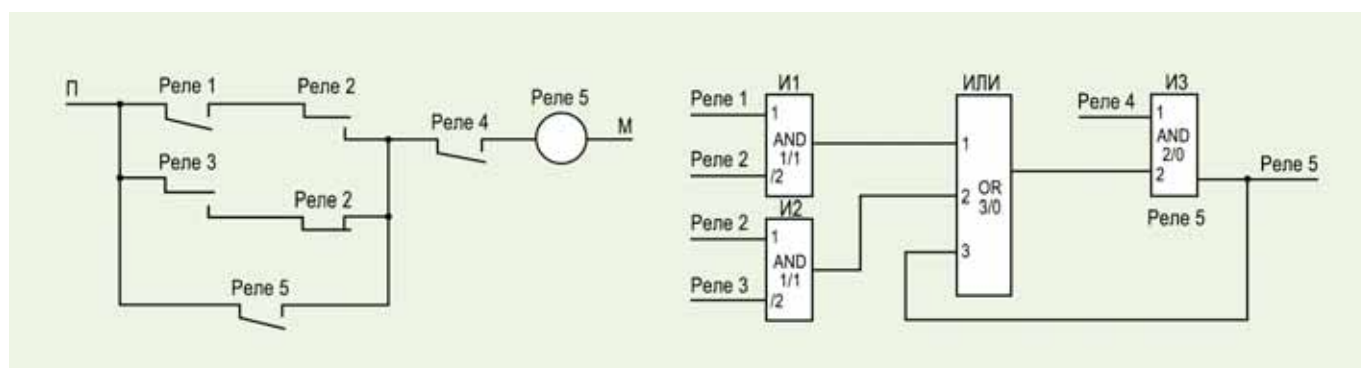 П
Реле 1
Реле 2
Реле 3
Реле 2
Реле 5
Реле 4
Реле 5
М
И1
Реле 1
1
AND
1/1
Реле 2
/2
И2
Реле 2
1
AND
1/1
Реле 3
/2
ИЛИ
1
2
OR
3/0
3
И3
Реле 4
1
AND
2/0
2
Реле 5
Реле 5